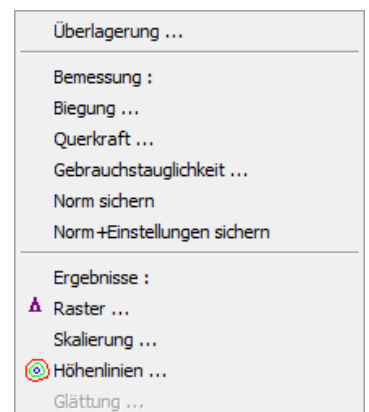 Überlagerung ...
Bemessung :
Biegung ...
Querkraft ...
Gebrauchstauglichkeit ...
Norm sichern
Norm+Einstellungen sichern
Ergebnisse :
Raster ...
Skalierung ...
Höhenlinien ...
Glättung ...